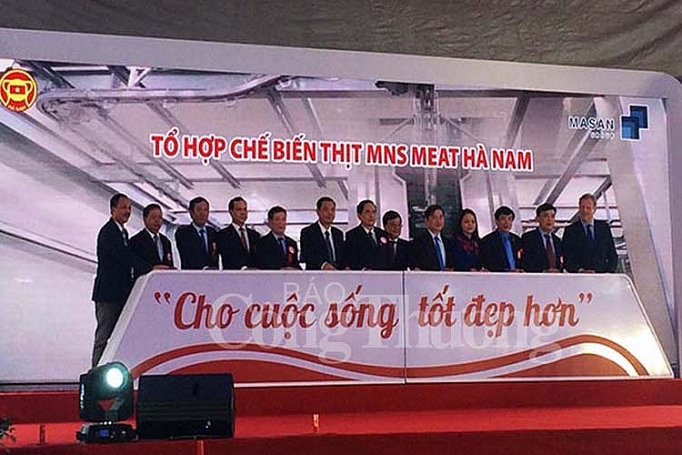 MASAN
GROUP
TỔ HỢP CHẾ BIẾN THỊT MNS MEAT HÀ NAM
"Cho cuộc sống tốt đẹp hơn"
BÁO
Công Thương